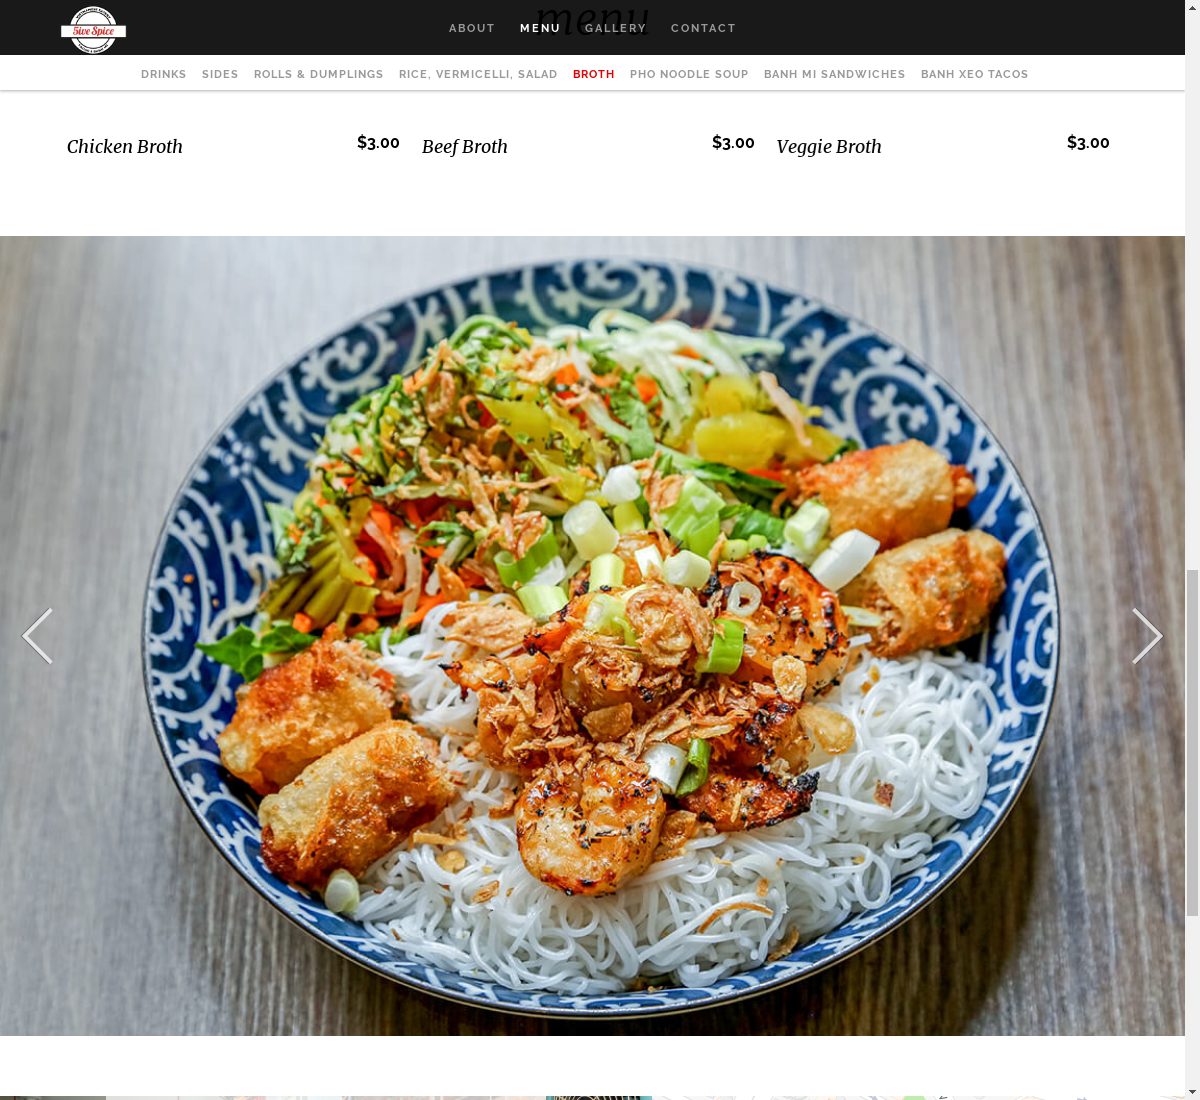 menu
5ive Spice
ABOUT MENU GALLERY CONTACT
DRINKS SIDES ROLLS & DUMPLINGS RICE, VERMICELLI, SALAD BROTH PHO NOODLE SOUP BANH MI SANDWICHES BANH XEO TACOS
Chicken Broth $3.00 Beef Broth $3.00 Veggie Broth $3.00